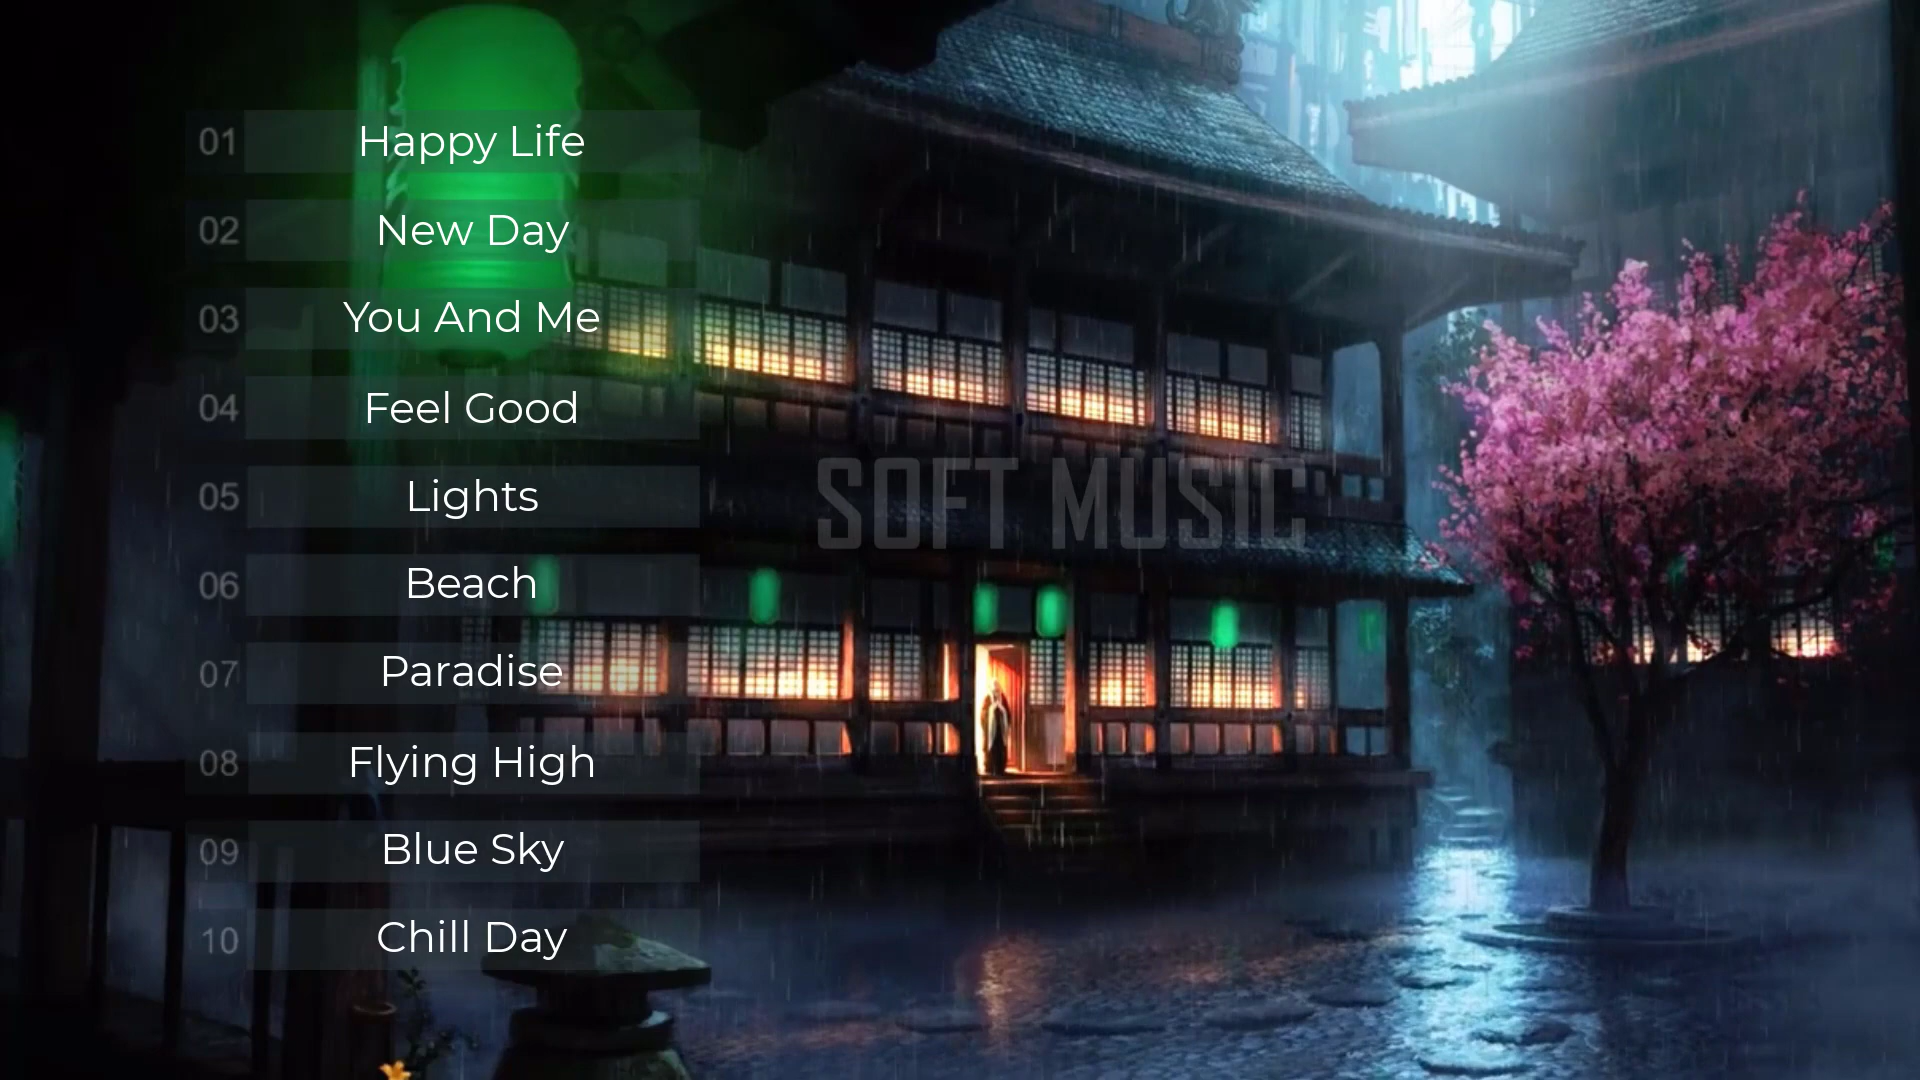 01 Happy Life
02 New Day
03 You And Me
04 Feel Good
05 Lights
06 Beach
07 Paradise
08 Flying High
09 Blue Sky
10 Chill Day
SOFT MUSIC